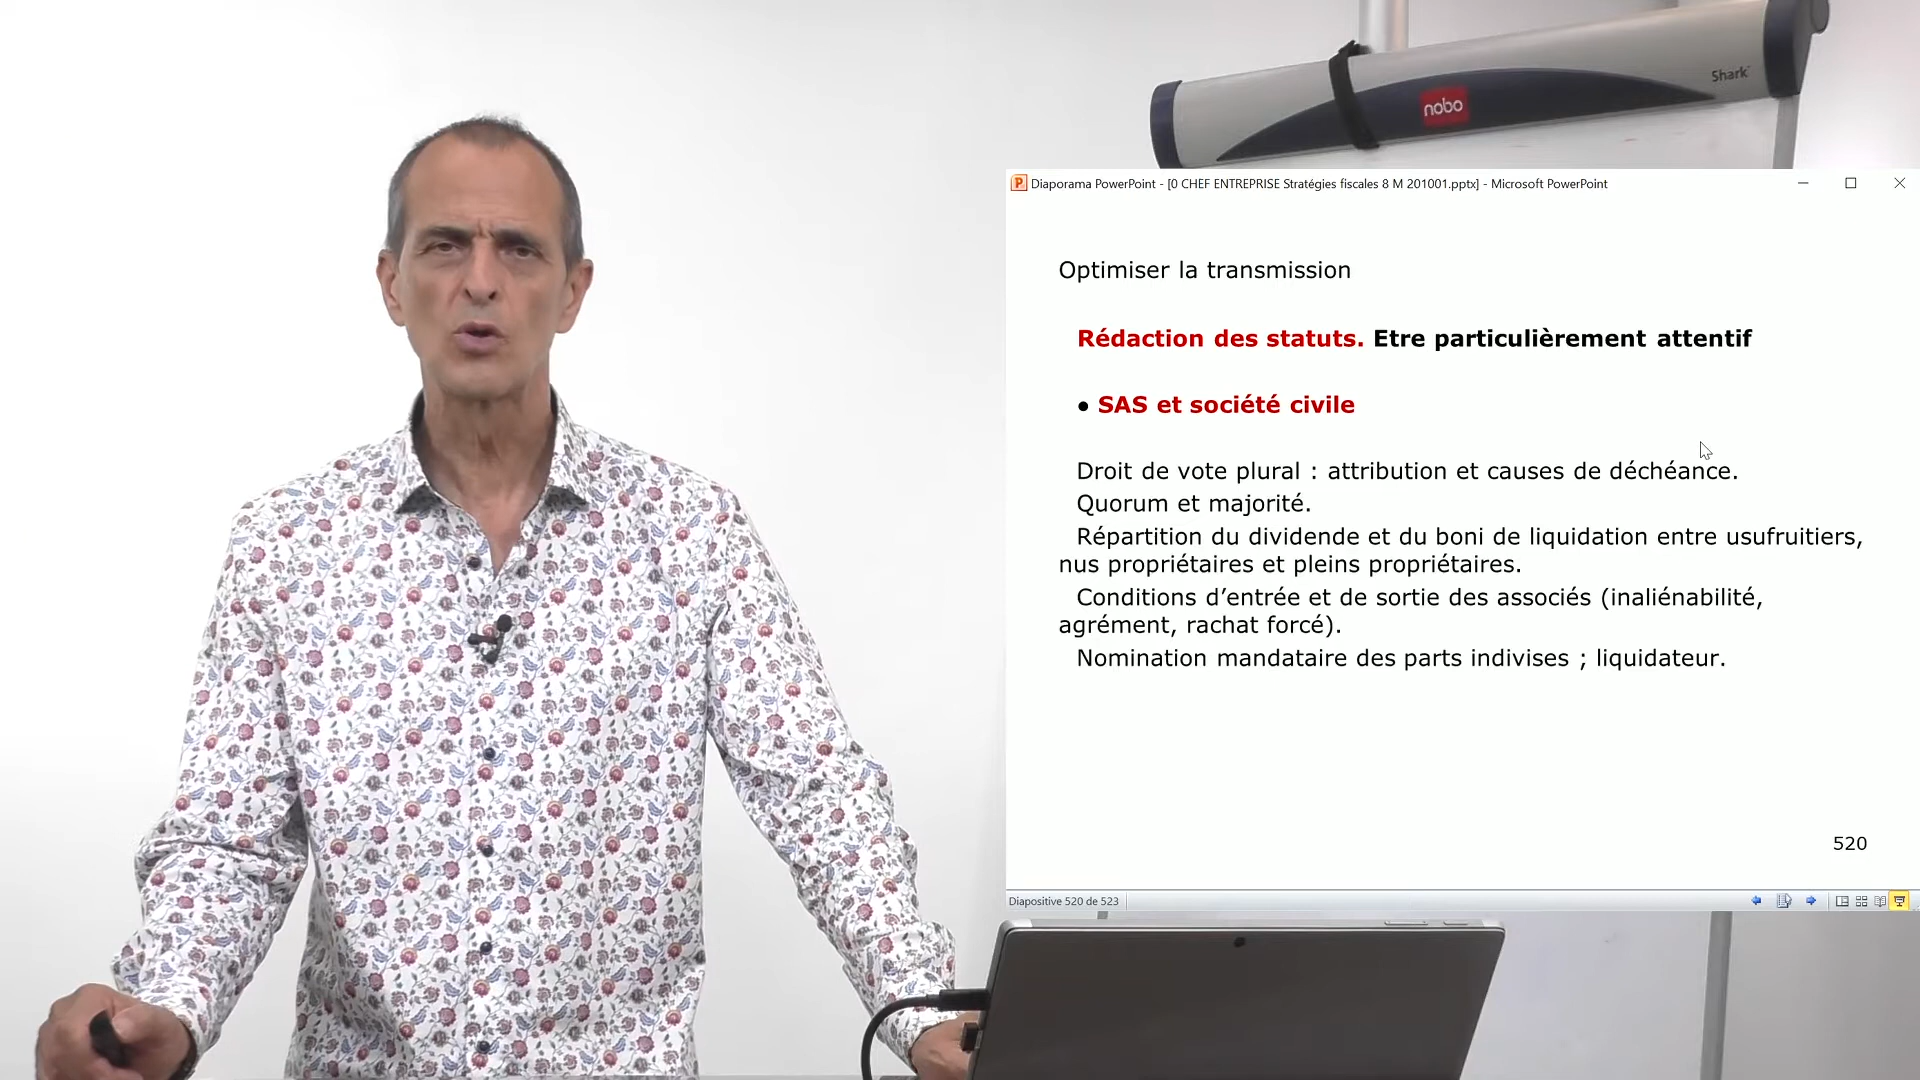 Shark
nobo
Diaporama PowerPoint - [0 CHEF ENTREPRISE Stratégies fiscales 8 M 201001.pptx] - Microsoft PowerPoint
Optimiser la transmission
Rédaction des statuts. Etre particulièrement attentif
● SAS et société civile
Droit de vote plural : attribution et causes de déchéance.
Quorum et majorité.
Répartition du dividende et du boni de liquidation entre usufruitiers,
nus propriétaires et pleins propriétaires.
Conditions d’entrée et de sortie des associés (inaliénabilité,
agrément, rachat forcé).
Nomination mandataire des parts indivises ; liquidateur.
520
Diapositive 520 de 523